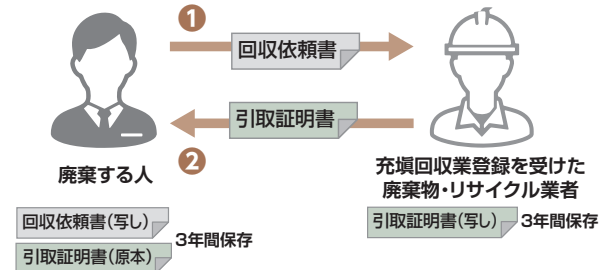 ❶
回収依頼書
引取証明書
❷
廃棄する人
充塡回収業登録を受けた
廃棄物・リサイクル業者
回収依頼書(写し)
引取証明書(原本)
3年間保存
引取証明書(写し)
3年間保存